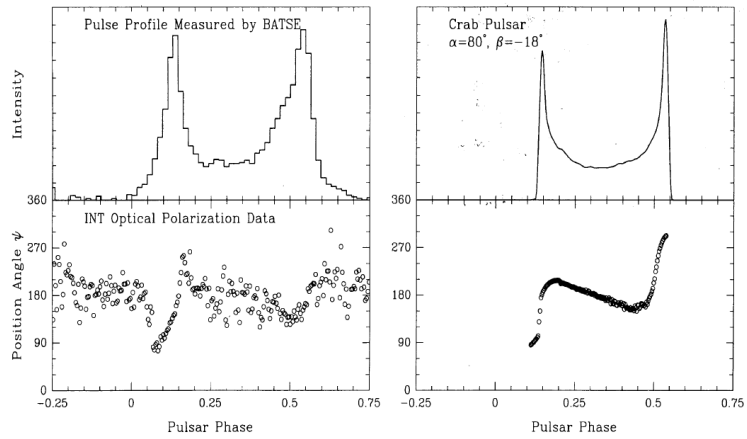 Pulse Profile Measured by BATSE
Crab Pulsar
α=80°, β=−18°
Intensity
360
360
INT Optical Polarization Data
Position Angle ψ
270
180
90
0
270
180
90
0
-0.25
0
0.25
0.5
0.75
-0.25
0
0.25
0.5
0.75
Pulsar Phase
Pulsar Phase